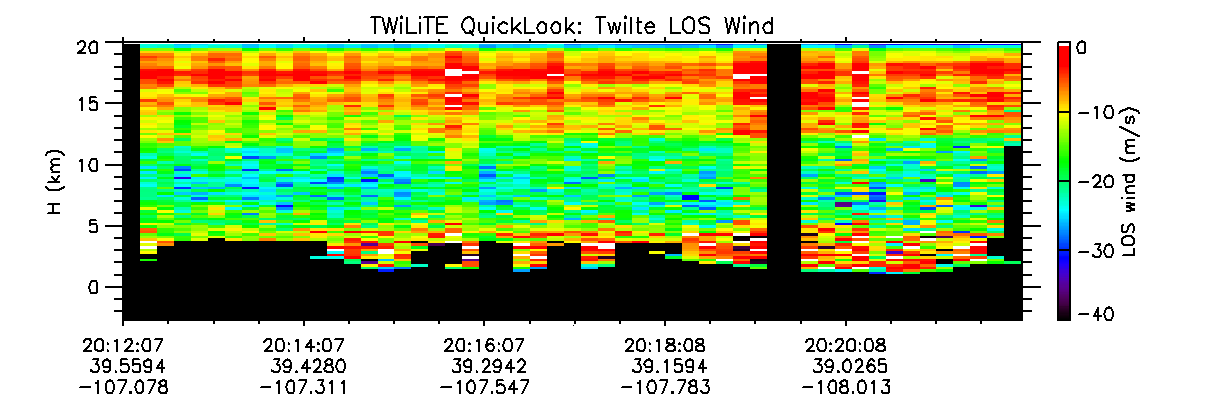 TWiLiTE QuickLook: Twilte LOS Wind
20
15
10
5
0
H (km)
20:12:07 20:14:07 20:16:07 20:18:08 20:20:08
39.5594 39.4280 39.2942 39.1594 39.0265
-107.078 -107.311 -107.547 -107.783 -108.013
0
-10
-20
-30
-40
LOS wind (m/s)